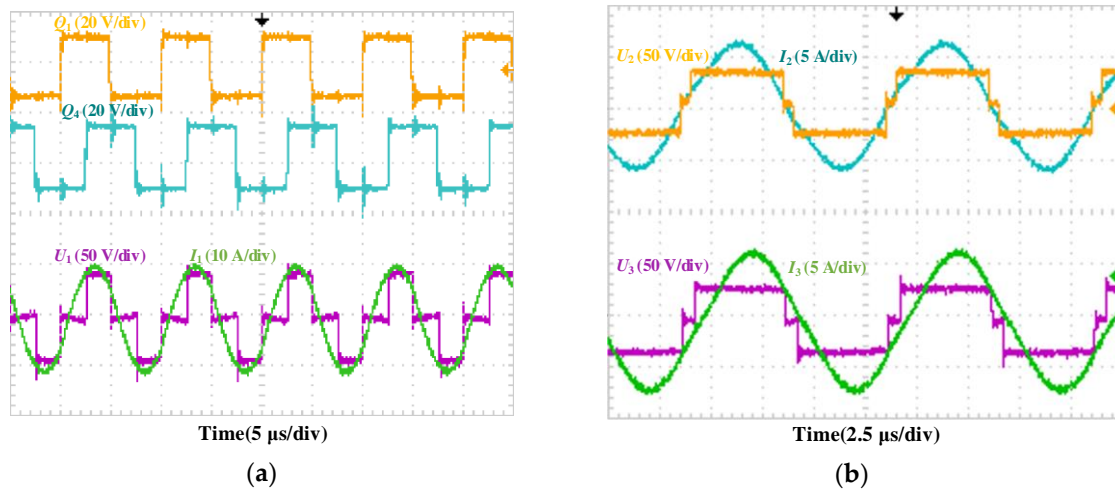 Q1 (20 V/div)
Q4 (20 V/div)
U1 (50 V/div) I1 (10 A/div)
Time(5 μs/div)
(a)
U2 (50 V/div) I2 (5 A/div)
U3 (50 V/div) I3 (5 A/div)
Time(2.5 μs/div)
(b)